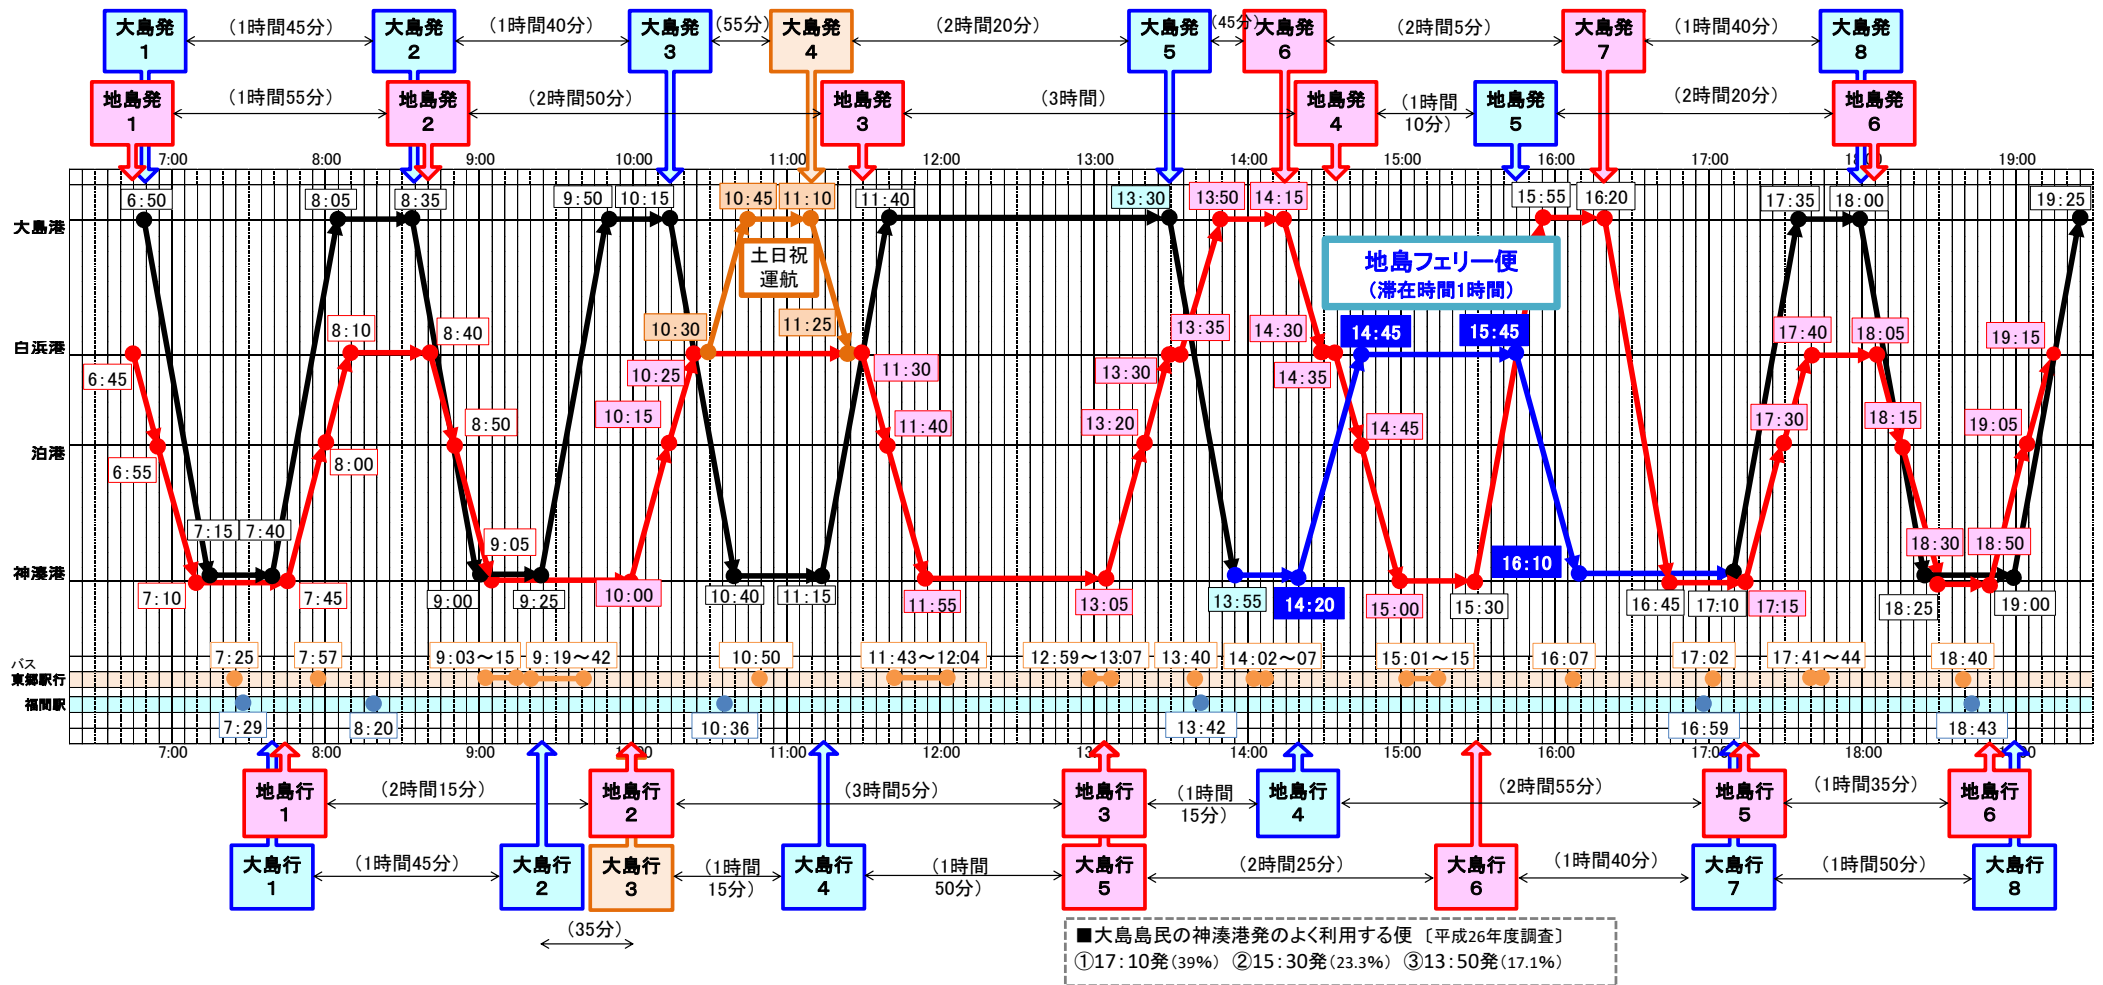 大島発 1
(1時間45分)
大島発 2
(1時間40分)
大島発 3
(55分)
大島発 4
(2時間20分)
大島発 5
(45分)
大島発 6
(2時間5分)
大島発 7
(1時間40分)
大島発 8
地島発 1
(1時間55分)
地島発 2
(2時間50分)
地島発 3
(3時間)
地島発 4
(1時間10分)
地島発 5
(2時間20分)
地島発 6
7:00 8:00 9:00 10:00 11:00 12:00 13:00 14:00 15:00 16:00 17:00 18:00 19:00
6:50 8:05 8:35 9:50 10:15 10:45 11:10 11:40 13:30 13:50 14:15 15:55 16:20 17:35 18:00 19:25
大島港
土日祝
運航
地島フェリー便
(滞在時間1時間)
8:10 8:40 10:30 11:25 13:35 14:30 14:45 15:45 17:40 18:05 19:15
白浜港
6:45 10:25 11:30 13:30 14:35
8:50 10:15 11:40 13:20 14:45 17:30 18:15 19:05
泊港
6:55 8:00
7:15 7:40 9:05 16:10 18:30 18:50
神湊港
7:10 7:45 9:00 9:25 10:00 10:40 11:15 11:55 13:05 13:55 14:20 15:00 15:30 16:45 17:10 17:15 18:25 19:00
7:25 7:57 9:03～15 9:19～42 10:50 11:43～12:04 12:59～13:07 13:40 14:02～07 15:01～15 16:07 17:02 17:41～44 18:40
バス
東郷駅行
福間駅
7:29 8:20 10:36 13:42 16:59 18:43
7:00 8:00 9:00 10:00 11:00 12:00 13:00 14:00 15:00 16:00 17:00 18:00 19:00
地島行 1
(2時間15分)
地島行 2
(3時間5分)
地島行 3
(1時間15分)
地島行 4
(2時間55分)
地島行 5
(1時間35分)
地島行 6
大島行 1
(1時間45分)
大島行 2
大島行 3
(1時間15分)
大島行 4
(1時間50分)
大島行 5
(2時間25分)
大島行 6
(1時間40分)
大島行 7
(1時間50分)
大島行 8
(35分)
■大島島民の神湊港発のよく利用する便〔平成26年度調査〕
①17:10発(39%) ②15:30発(23.3%) ③13:50発(17.1%)